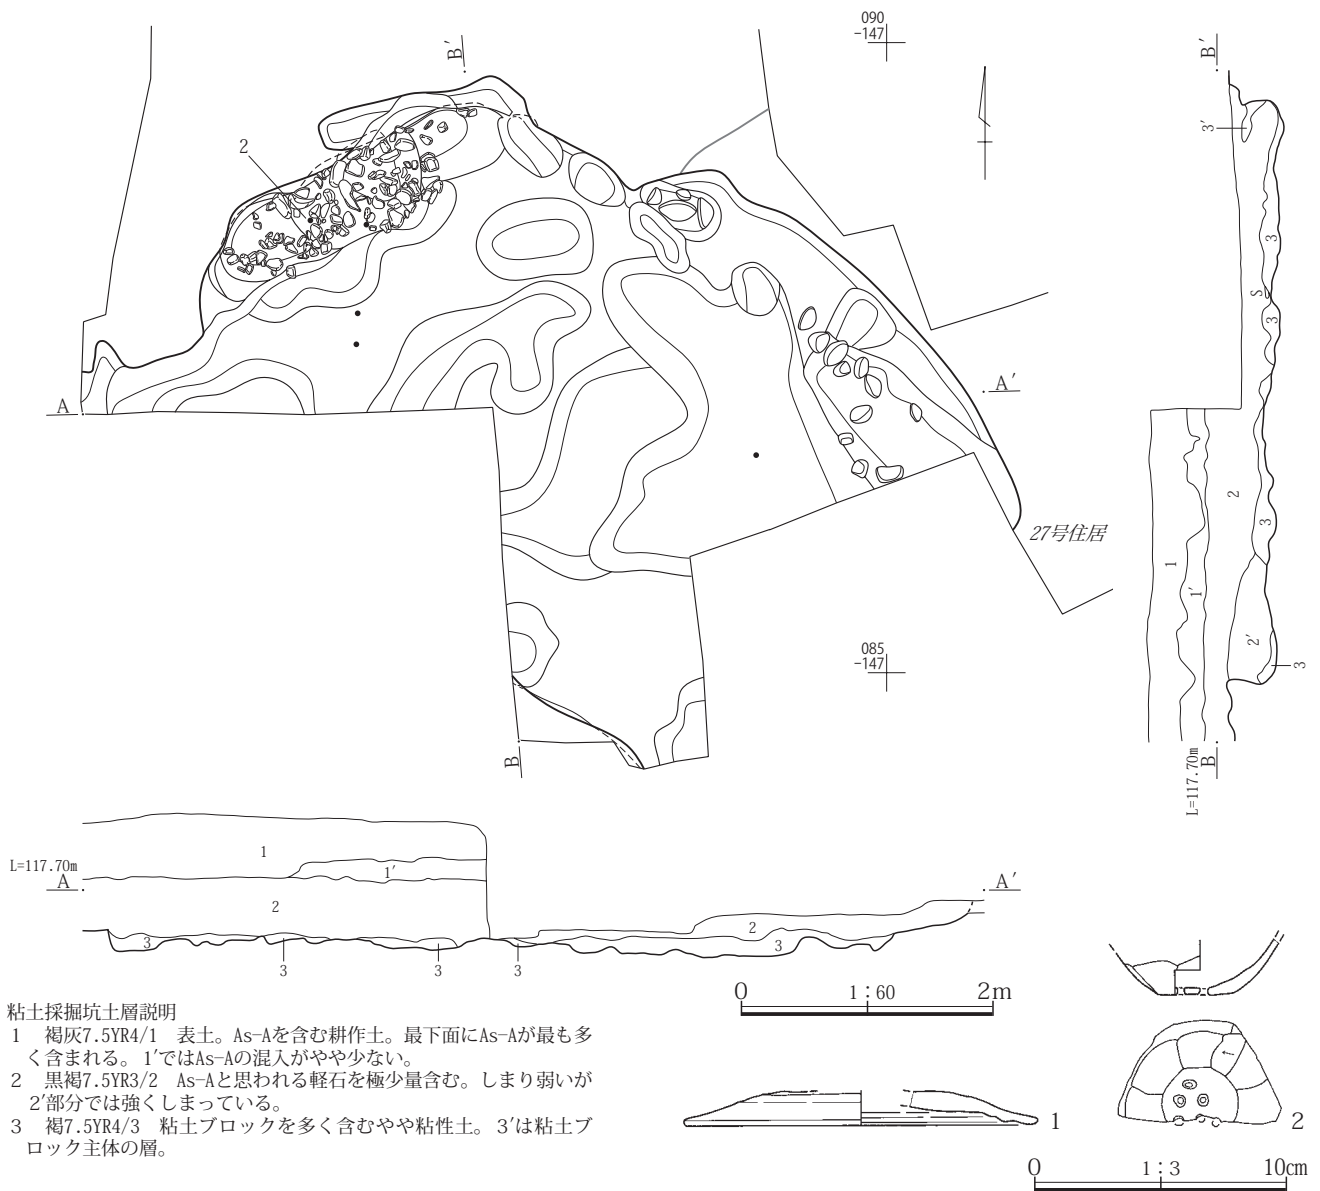 090
-147
B′
B′
2
3′
3
S
3
A′
A
2
3
27号住居
1
1′
2′
3
085
-147
B
L=117.70m
B
1
L=117.70m
A
1′
A′
2
2
3
3
3
3
3
0 1：60 2m
粘土採掘坑土層説明
1 褐灰7.5YR4/1 表土。As-Aを含む耕作土。最下面にAs-Aが最も多
く含まれる。1′ではAs-Aの混入がやや少ない。
2 黒褐7.5YR3/2 As-Aと思われる軽石を極少量含む。しまり弱いが
2′部分では強くしまっている。
3 褐7.5YR4/3 粘土ブロックを多く含むやや粘性土。3′は粘土ブ
ロック主体の層。
1
2
0 1：3 10cm